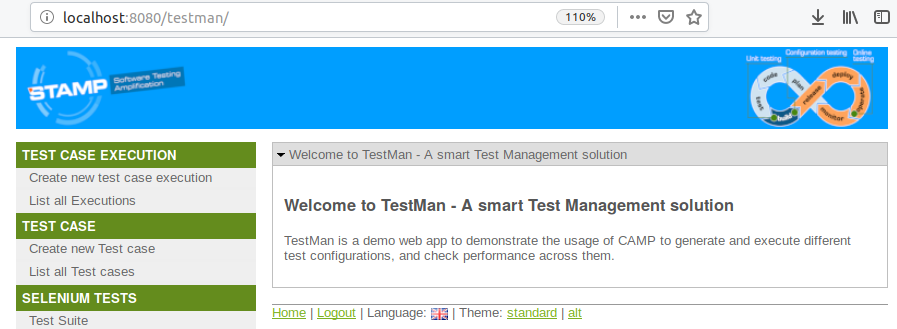 localhost:8080/testman/
110%
STAMP
Software Testing
Amplification
Unit testing
Configuration testing
Online
testing
code
plan
deploy
test
build
release
monitor
operate
TEST CASE EXECUTION
Create new test case execution
List all Executions
TEST CASE
Create new Test case
List all Test cases
SELENIUM TESTS
Test Suite
Welcome to TestMan - A smart Test Management solution
Welcome to TestMan - A smart Test Management solution
TestMan is a demo web app to demonstrate the usage of CAMP to generate and execute different
test configurations, and check performance across them.
Home | Logout | Language: | Theme: standard | alt